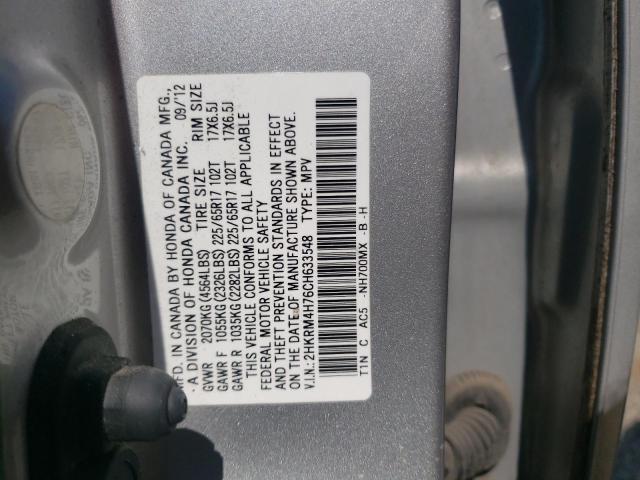 MFD. IN CANADA BY HONDA OF CANADA MFG.,
A DIVISION OF HONDA CANADA INC. 09/'12
TIRE SIZE RIM SIZE
GVWR 2070KG (4564LBS)
GAWR F 1055KG (2326LBS) 225/65R17 102T 17X6.5J
GAWR R 1035KG (2282LBS) 225/65R17 102T 17X6.5J
THIS VEHICLE CONFORMS TO ALL APPLICABLE
FEDERAL MOTOR VEHICLE SAFETY
AND THEFT PREVENTION STANDARDS IN EFFECT
ON THE DATE OF MANUFACTURE SHOWN ABOVE.
V.I.N.: 2HKRM4H76CH633548 TYPE: MPV
TTN C AC5 -NH700MX -B -H